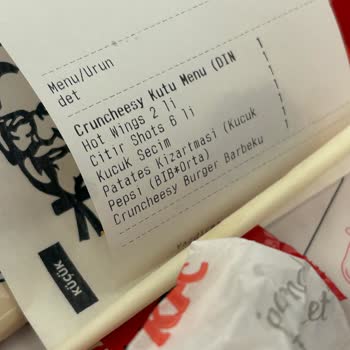 Menu/Urun
det
Cruncheesy Kutu Menu (DIN
Hot Wings 2 li
Citir Shots 6 li
Kucuk Secim
Patates Kizartmasi (Kucuk
Pepsi (BIB*Orta)
Cruncheesy Burger Barbeku
KÜÇÜK
KFC